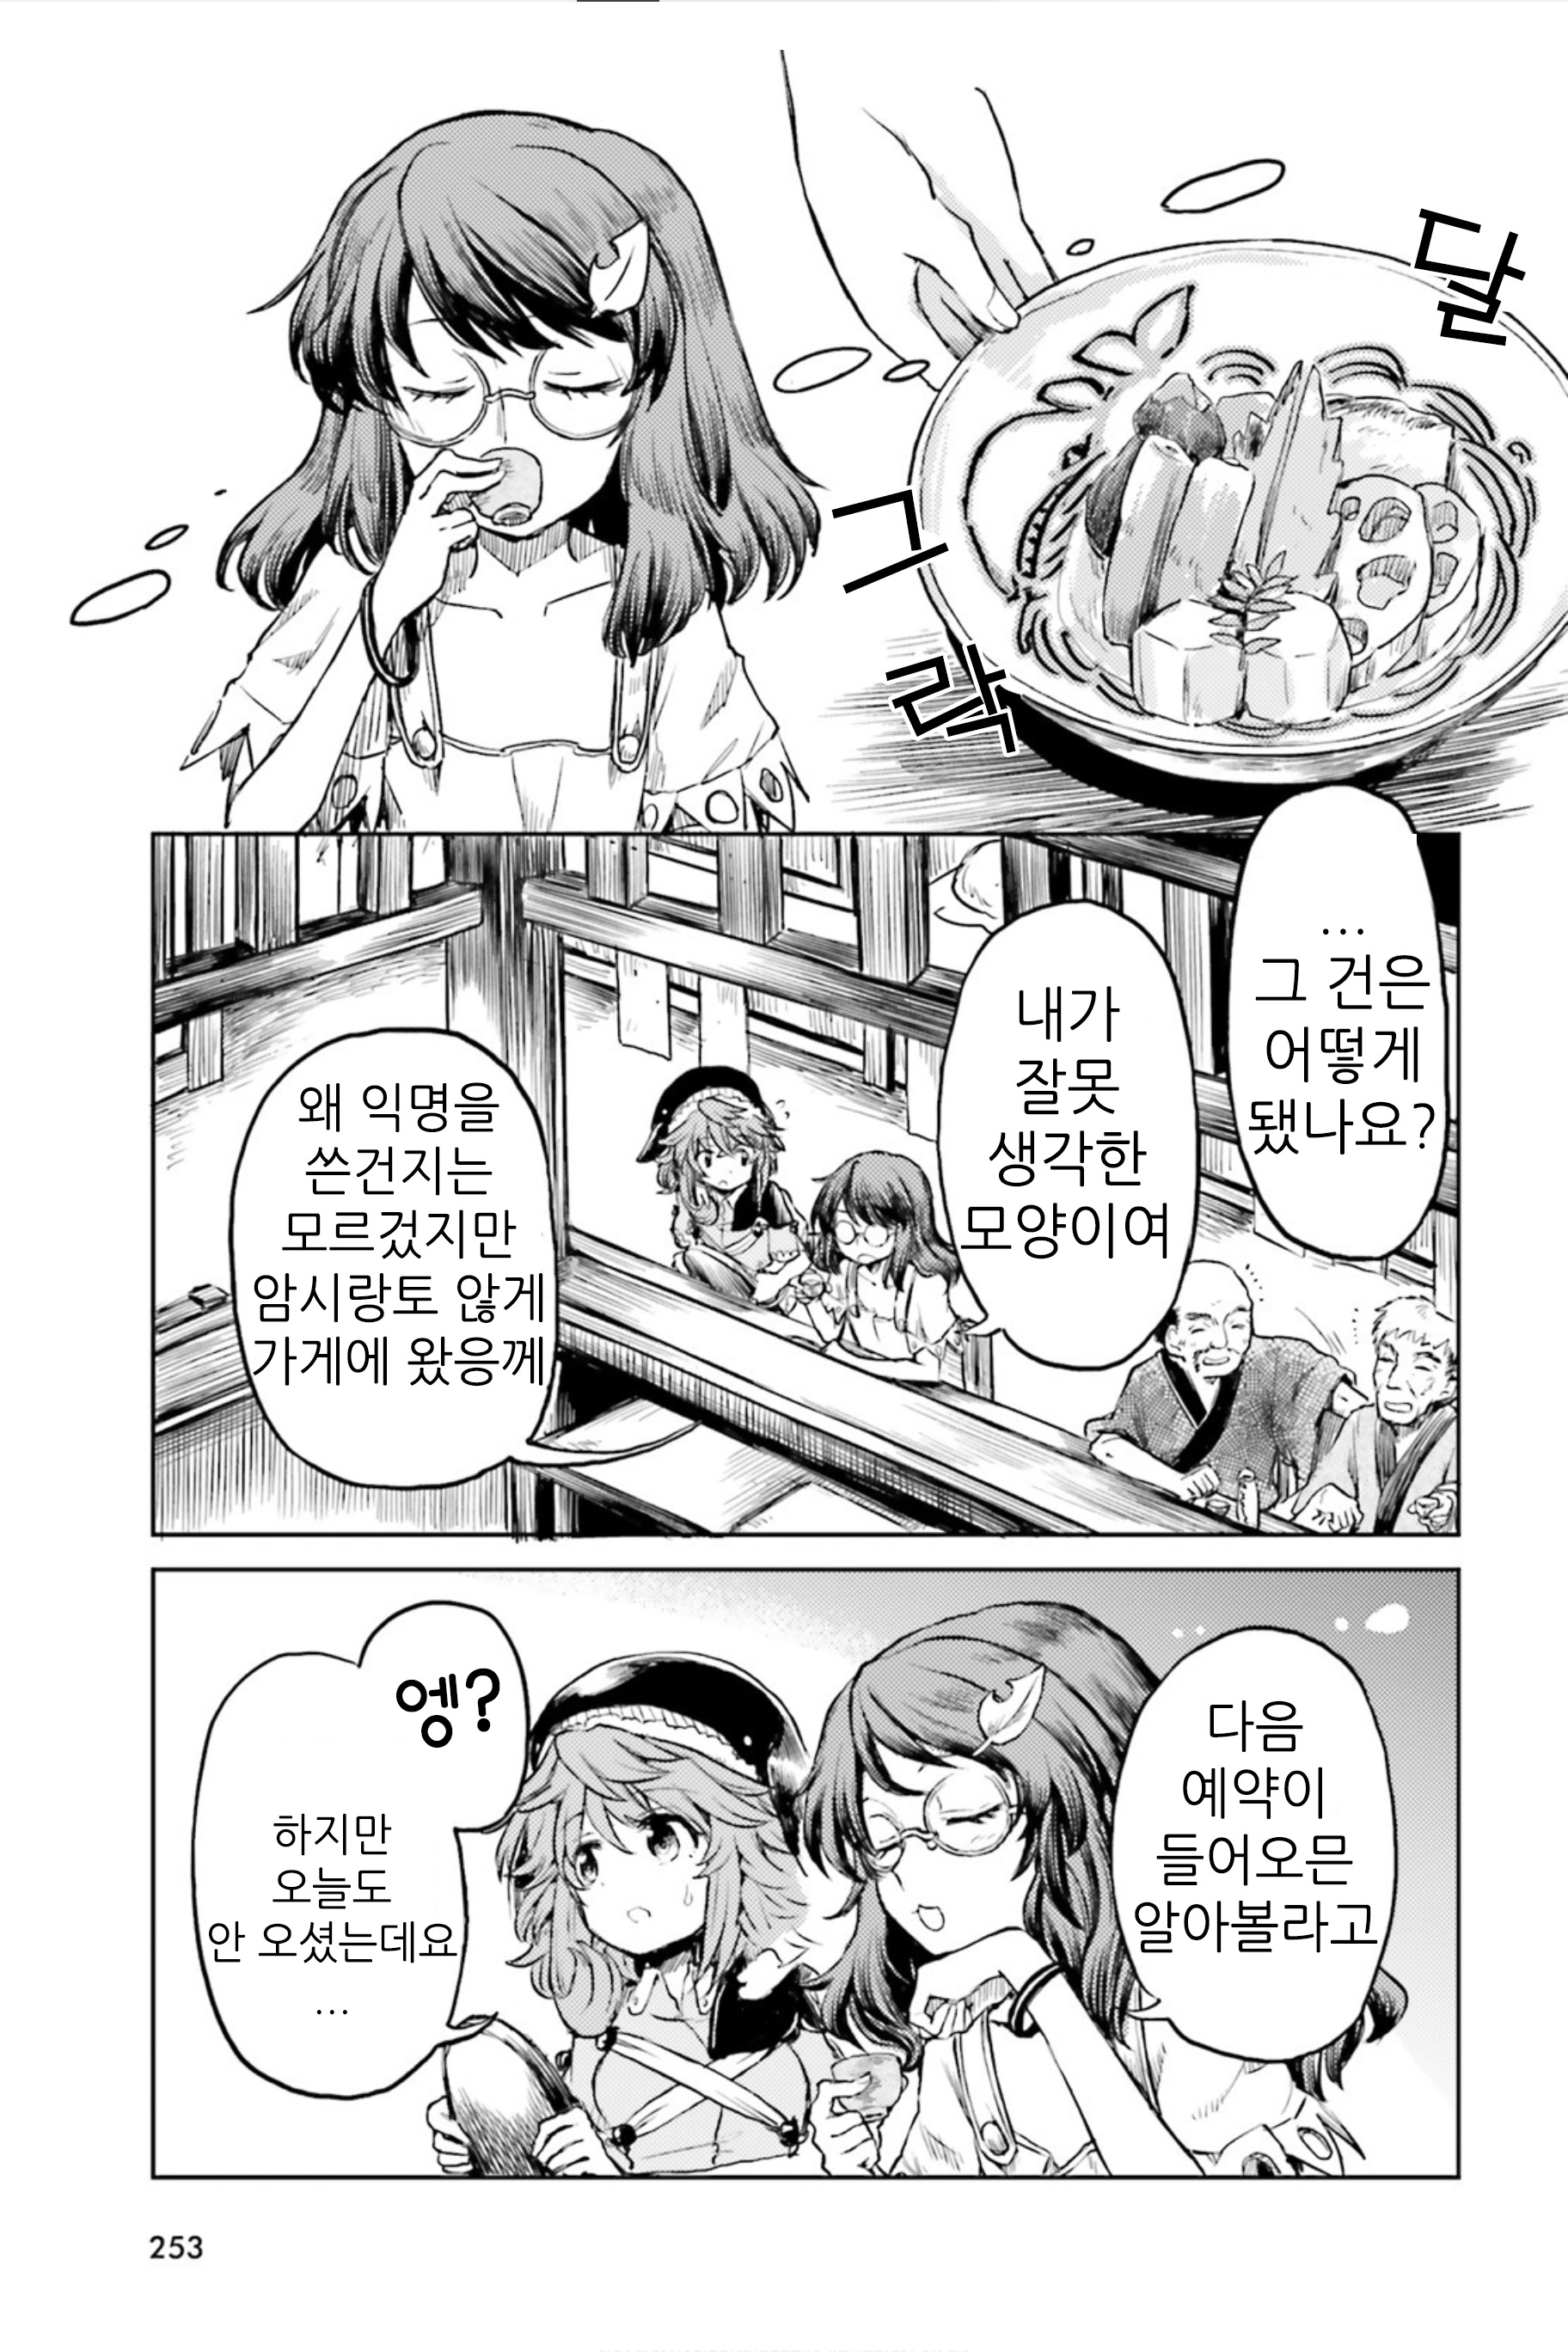 달
그
락
…
그 건은
어떻게
됐나요?
내가
잘못
생각한
모양이여
왜 익명을
쓴건지는
모르겄지만
암시랑토 않게
가게에 왔응께
다음
예약이
들어오믄
알아볼라고
엥?
하지만
오늘도
안 오셨는데요
…
253